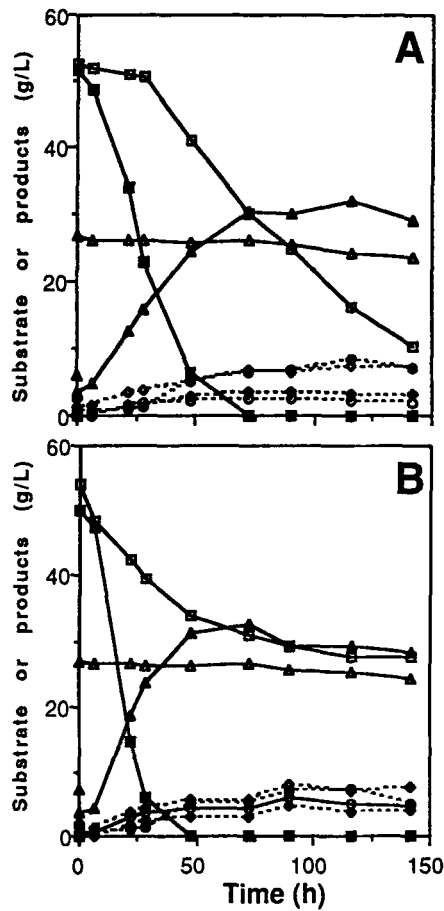 A
Substrate or products (g/L)
60
40
20
0
B
Substrate or products (g/L)
60
40
20
0
0 50 100 150
Time (h)